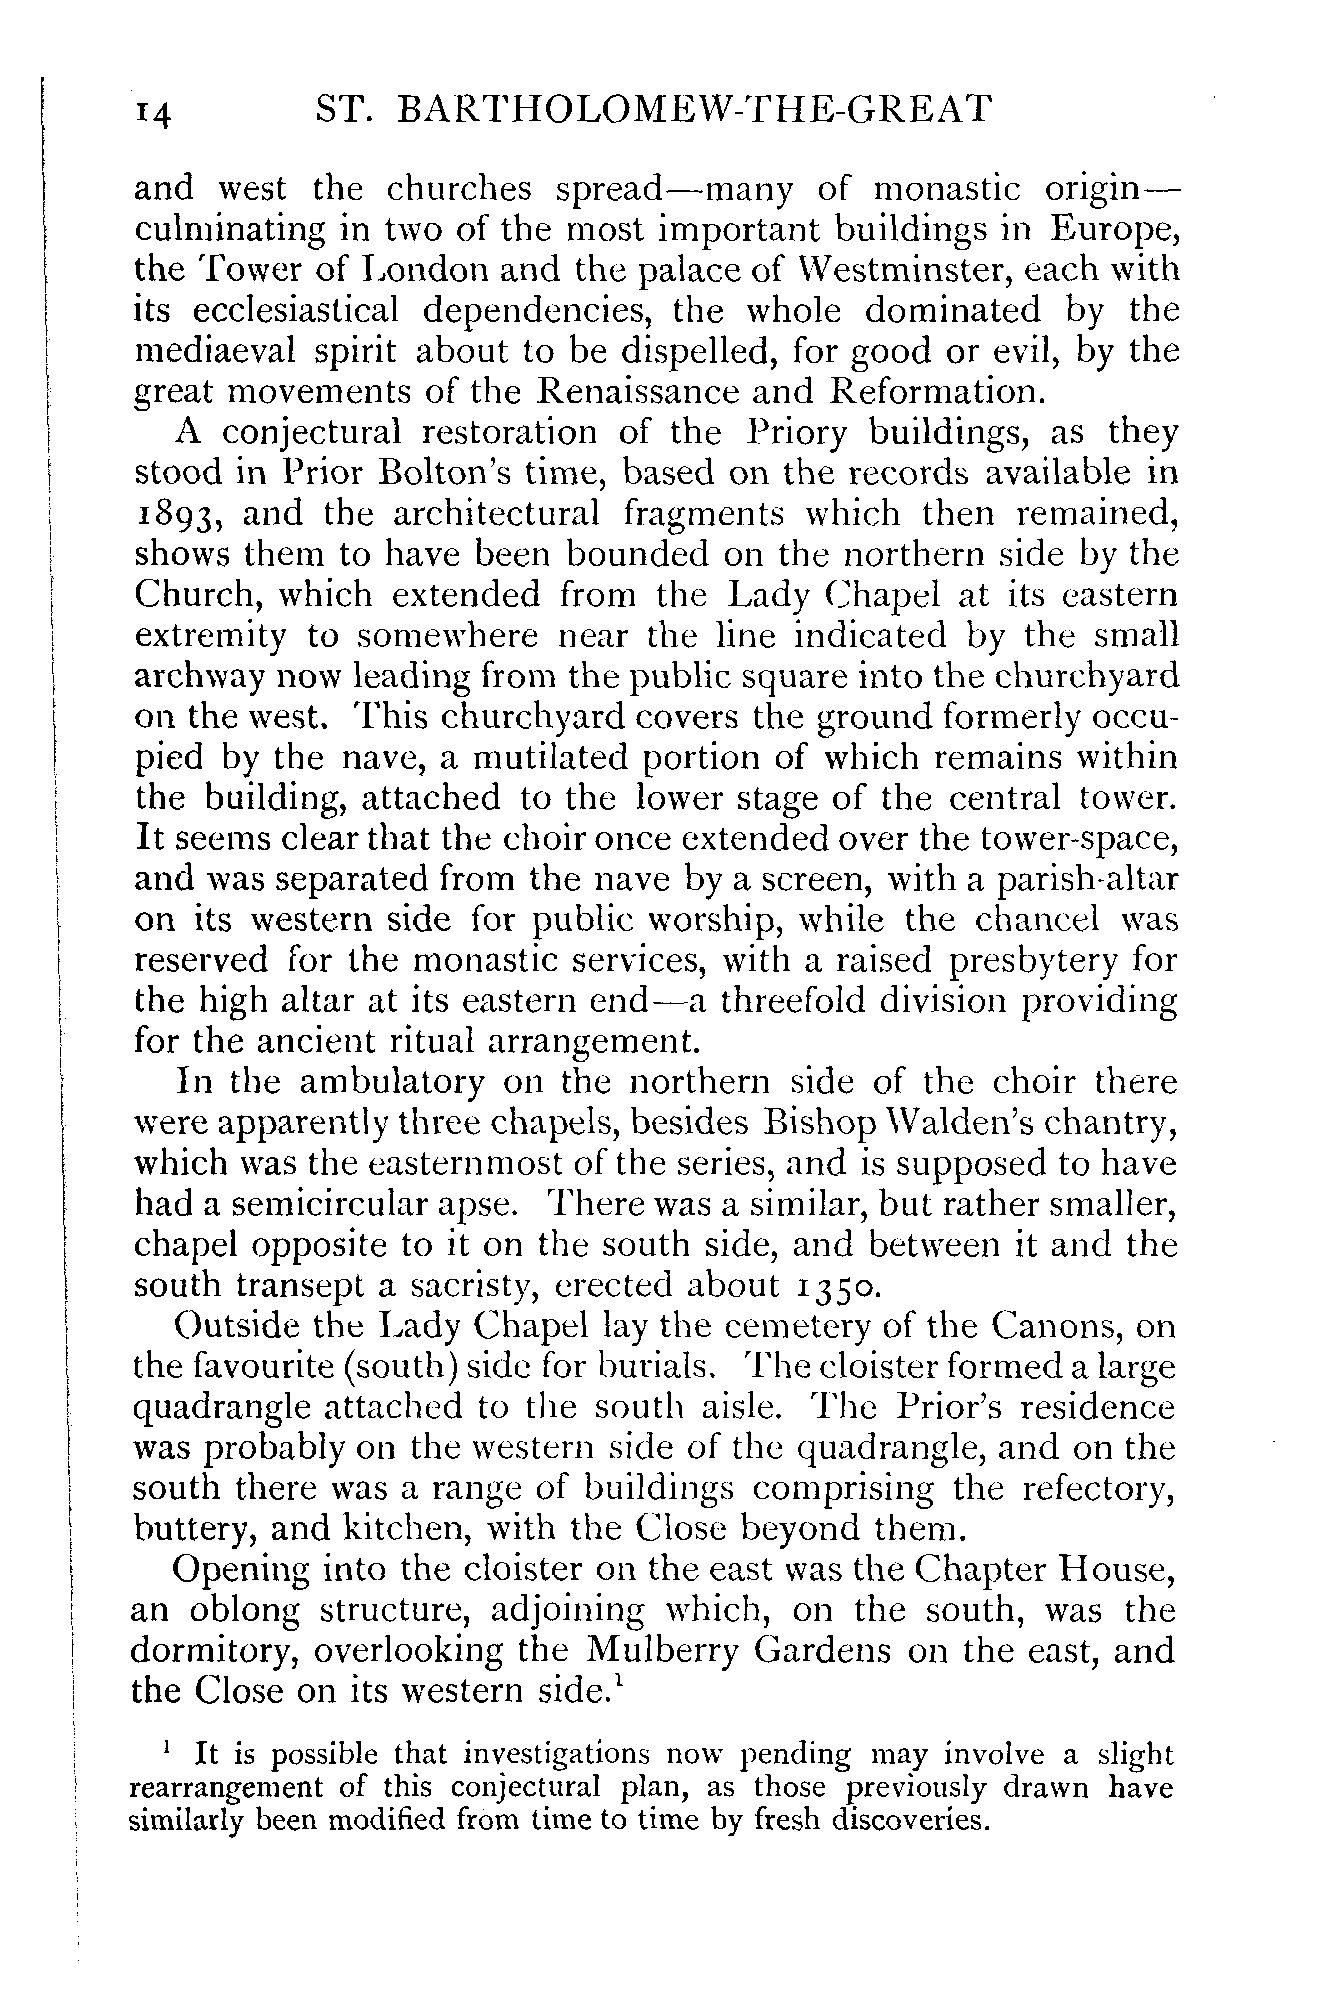 14 ST. BARTHOLOMEW-THE-GREAT
and west the churches spread—many of monastic origin—
culminating in two of the most important buildings in Europe,
the Tower of London and the palace of Westminster, each with
its ecclesiastical dependencies, the whole dominated by the
mediaeval spirit about to be dispelled, for good or evil, by the
great movements of the Renaissance and Reformation.
A conjectural restoration of the Priory buildings, as they
stood in Prior Bolton's time, based on the records available in
1893, and the architectural fragments which then remained,
shows them to have been bounded on the northern side by the
Church, which extended from the Lady Chapel at its eastern
extremity to somewhere near the line indicated by the small
archway now leading from the public square into the churchyard
on the west. This churchyard covers the ground formerly occu-
pied by the nave, a mutilated portion of which remains within
the building, attached to the lower stage of the central tower.
It seems clear that the choir once extended over the tower-space,
and was separated from the nave by a screen, with a parish-altar
on its western side for public worship, while the chancel was
reserved for the monastic services, with a raised presbytery for
the high altar at its eastern end—a threefold division providing
for the ancient ritual arrangement.
In the ambulatory on the northern side of the choir there
were apparently three chapels, besides Bishop Walden's chantry,
which was the easternmost of the series, and is supposed to have
had a semicircular apse. There was a similar, but rather smaller,
chapel opposite to it on the south side, and between it and the
south transept a sacristy, erected about 1350.
Outside the Lady Chapel lay the cemetery of the Canons, on
the favourite (south) side for burials. The cloister formed a large
quadrangle attached to the south aisle. The Prior's residence
was probably on the western side of the quadrangle, and on the
south there was a range of buildings comprising the refectory,
buttery, and kitchen, with the Close beyond them.
Opening into the cloister on the east was the Chapter House,
an oblong structure, adjoining which, on the south, was the
dormitory, overlooking the Mulberry Gardens on the east, and
the Close on its western side.¹
¹ It is possible that investigations now pending may involve a slight
rearrangement of this conjectural plan, as those previously drawn have
similarly been modified from time to time by fresh discoveries.